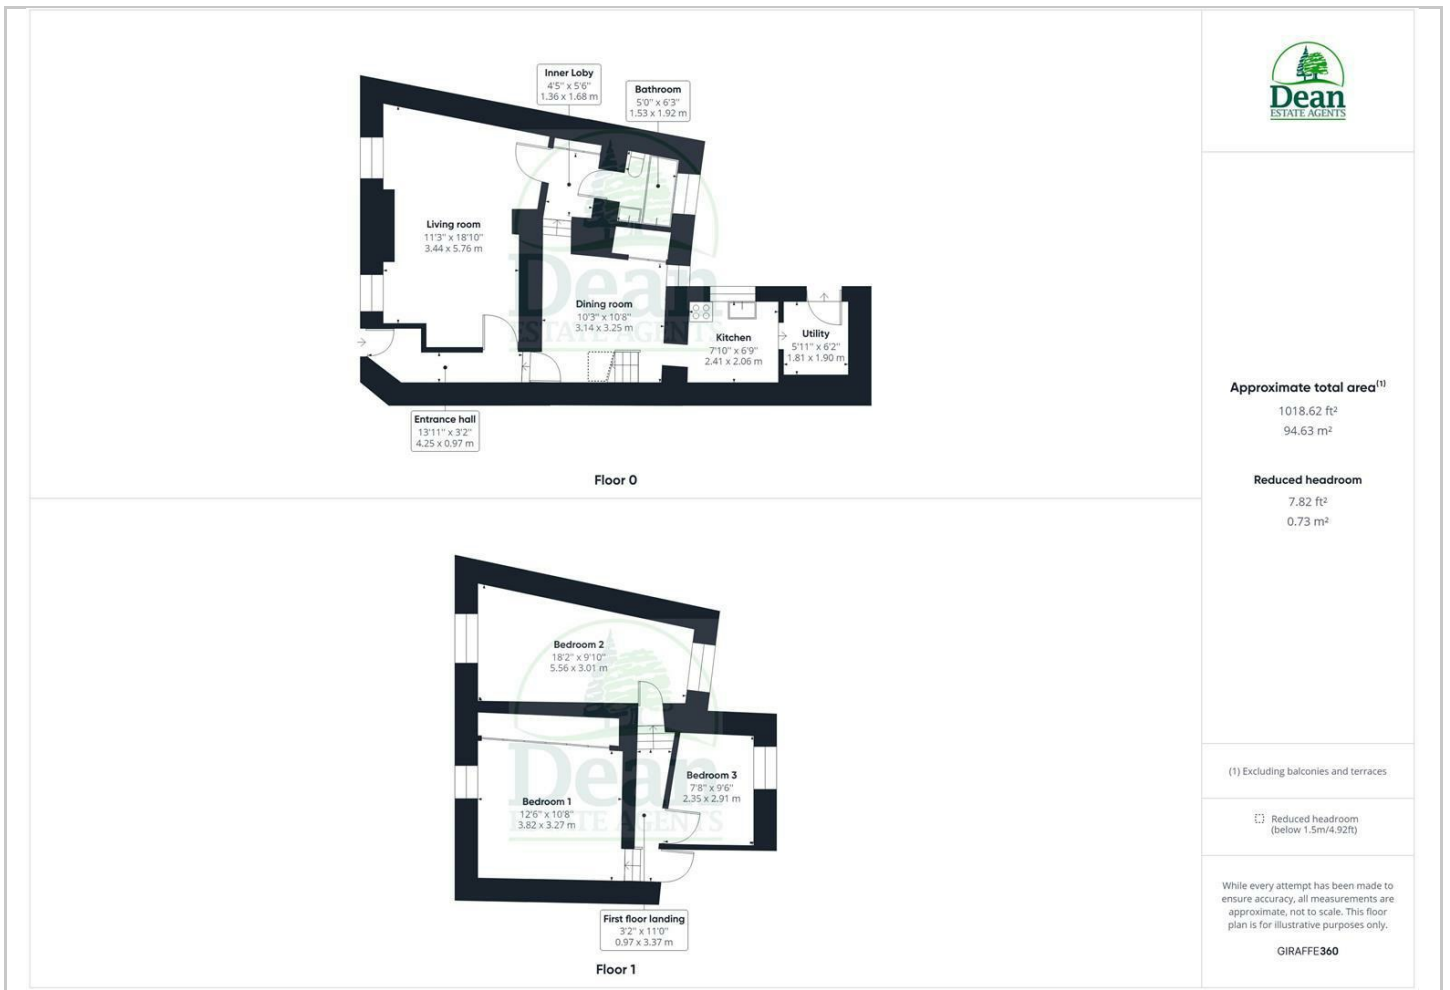 Inner Loby
4'5" x 5'6"
1.36 x 1.68 m
Bathroom
5'0" x 6'3"
1.53 x 1.92 m
Living room
11'3" x 18'10"
3.44 x 5.76 m
Dining room
10'3" x 10'8"
3.14 x 3.25 m
Kitchen
7'10" x 6'9"
2.41 x 2.06 m
Utility
5'11" x 6'2"
1.81 x 1.90 m
Entrance hall
13'11" x 3'2"
4.25 x 0.97 m
Dean
ESTATE AGENTS
Floor 0
Bedroom 2
18'2" x 9'10"
5.56 x 3.01 m
Bedroom 3
7'8" x 9'6"
2.35 x 2.91 m
Bedroom 1
12'6" x 10'8"
3.82 x 3.27 m
First floor landing
3'2" x 11'0"
0.97 x 3.37 m
Dean
ESTATE AGENTS
Floor 1
Dean
ESTATE AGENTS
Approximate total area(1)
1018.62 ft²
94.63 m²
Reduced headroom
7.82 ft²
0.73 m²
(1) Excluding balconies and terraces
Reduced headroom
(below 1.5m/4.92ft)
While every attempt has been made to
ensure accuracy, all measurements are
approximate, not to scale. This floor
plan is for illustrative purposes only.
GIRAFFE360